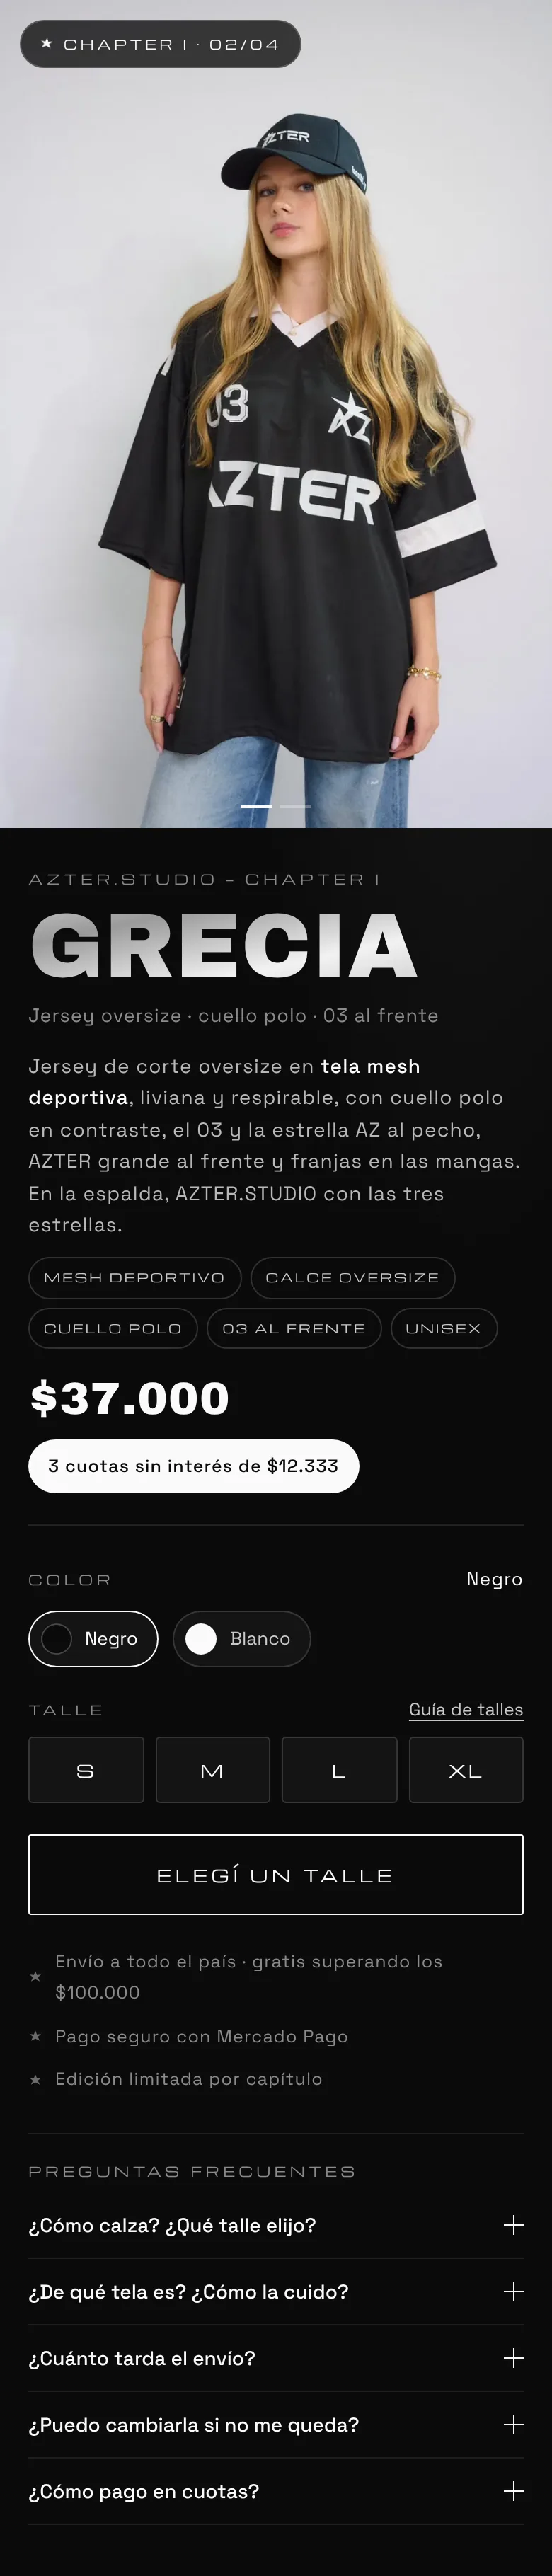 ★ CHAPTER I · 02/04
AZTER
03
AZ
AZTER
AZTER.STUDIO – CHAPTER I
GRECIA
Jersey oversize · cuello polo · 03 al frente
Jersey de corte oversize en tela mesh
deportiva, liviana y respirable, con cuello polo
en contraste, el 03 y la estrella AZ al pecho,
AZTER grande al frente y franjas en las mangas.
En la espalda, AZTER.STUDIO con las tres
estrellas.
MESH DEPORTIVO CALCE OVERSIZE
CUELLO POLO 03 AL FRENTE UNISEX
$37.000
3 cuotas sin interés de $12.333
COLOR Negro
Negro Blanco
TALLE Guía de talles
S M L XL
ELEGÍ UN TALLE
★ Envío a todo el país · gratis superando los
$100.000
★ Pago seguro con Mercado Pago
★ Edición limitada por capítulo
PREGUNTAS FRECUENTES
¿Cómo calza? ¿Qué talle elijo?
¿De qué tela es? ¿Cómo la cuido?
¿Cuánto tarda el envío?
¿Puedo cambiarla si no me queda?
¿Cómo pago en cuotas?